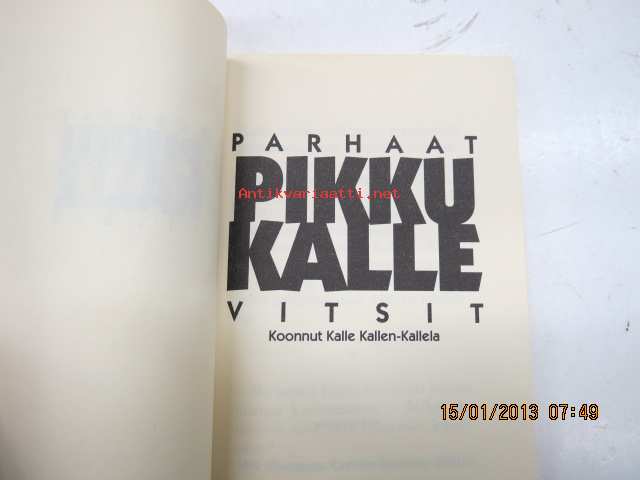 PARHAAT
PIKKU
Antikvariaatti.net
KALLE
VITSIT
Koonnut Kalle Kallen-Kallela
15/01/2013 07:49